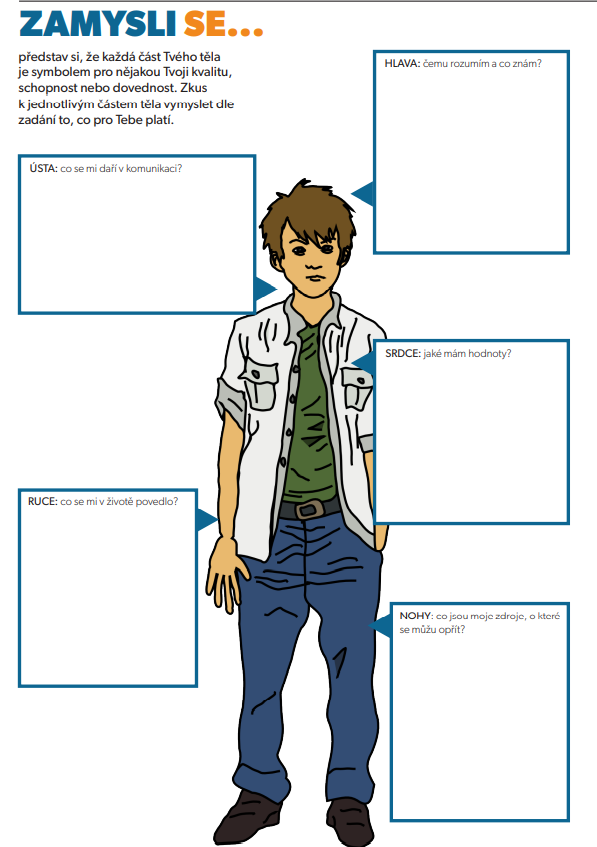 ZAMYSLI SE...
představ si, že každá část Tvého těla
je symbolem pro nějakou Tvoji kvalitu,
schopnost nebo dovednost. Zkus
k jednotlivým částem těla vymyslet dle
zadání to, co pro Tebe platí.
HLAVA: čemu rozumím a co znám?
ÚSTA: co se mi daří v komunikaci?
SRDCE: jaké mám hodnoty?
RUCE: co se mi v životě povedlo?
NOHY: co jsou moje zdroje, o které
se můžu opřít?